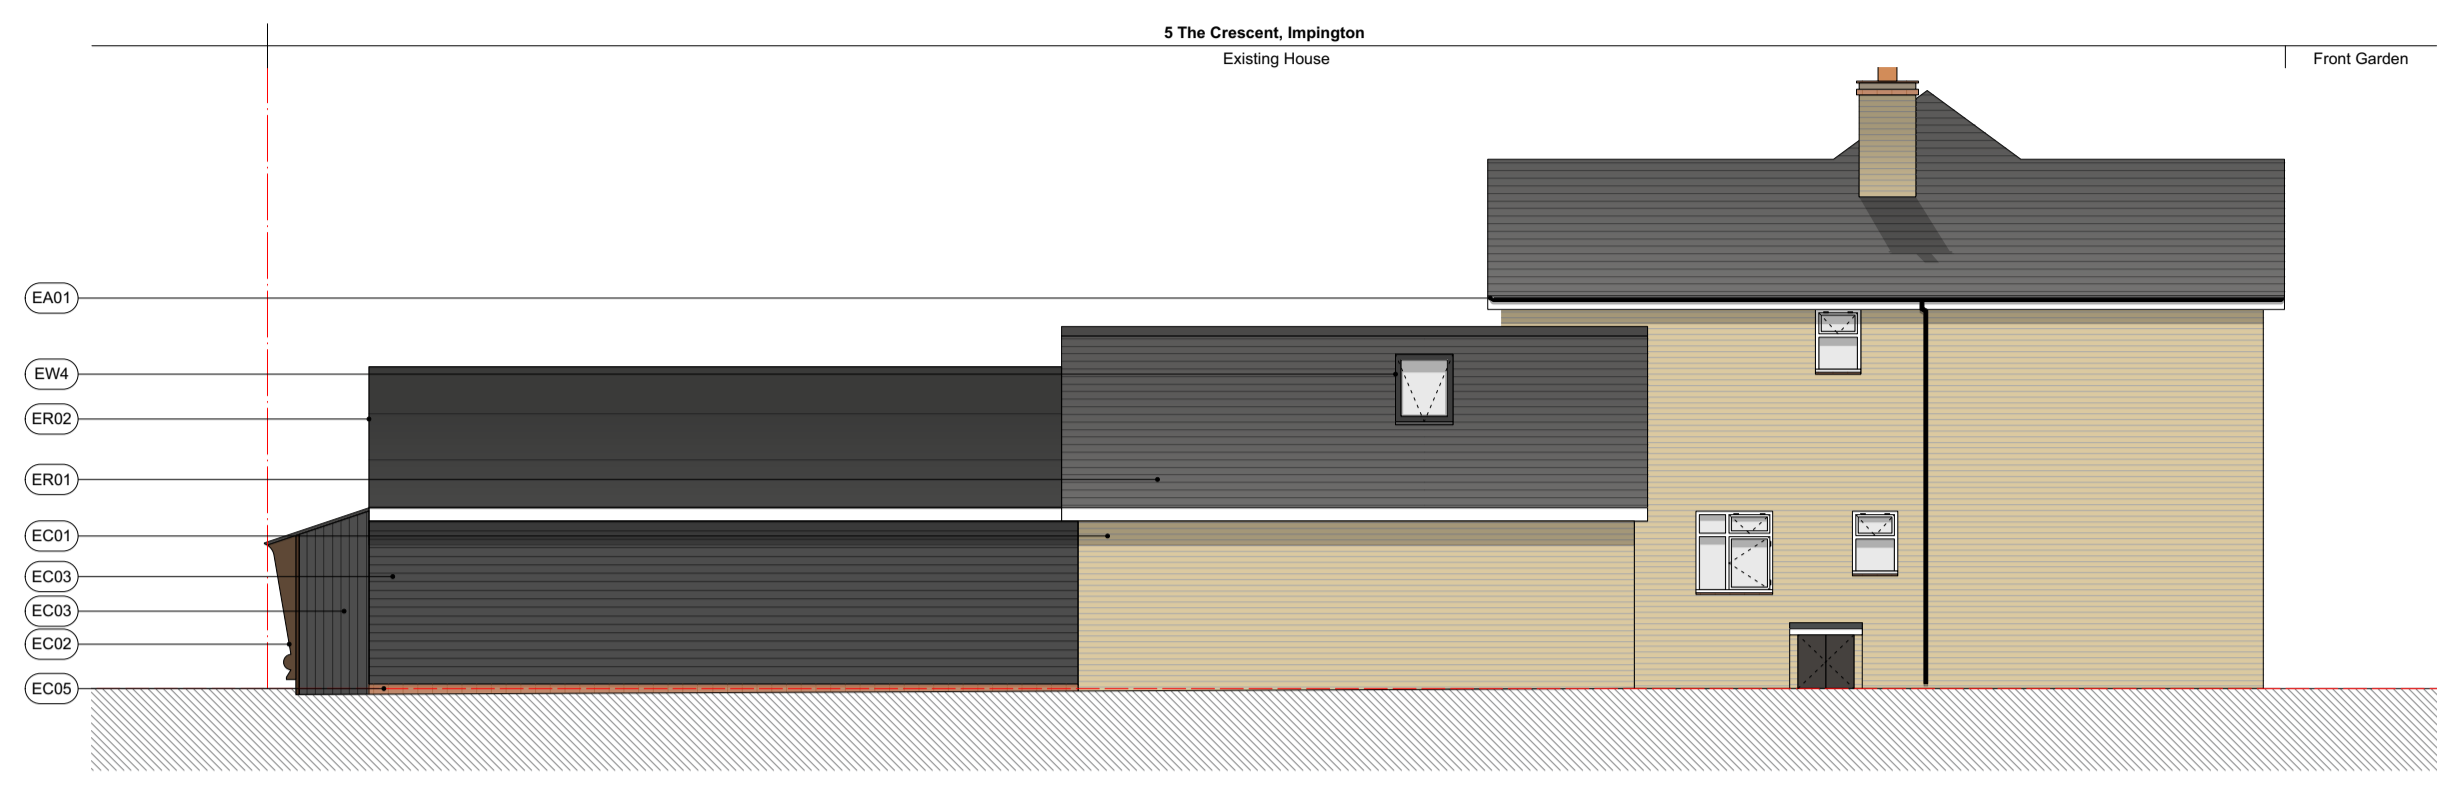 5 The Crescent, Impington
Existing House
Front Garden
EA01
EW4
ER02
ER01
EC01
EC03
EC03
EC02
EC05